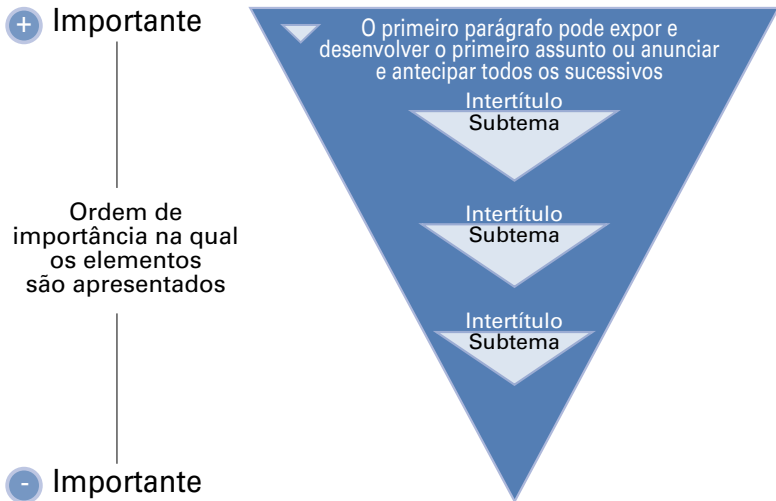 + Importante
O primeiro parágrafo pode expor e
desenvolver o primeiro assunto ou anunciar
e antecipar todos os sucessivos
Intertítulo
Subtema
Ordem de
importância na qual
os elementos
são apresentados
Intertítulo
Subtema
Intertítulo
Subtema
- Importante